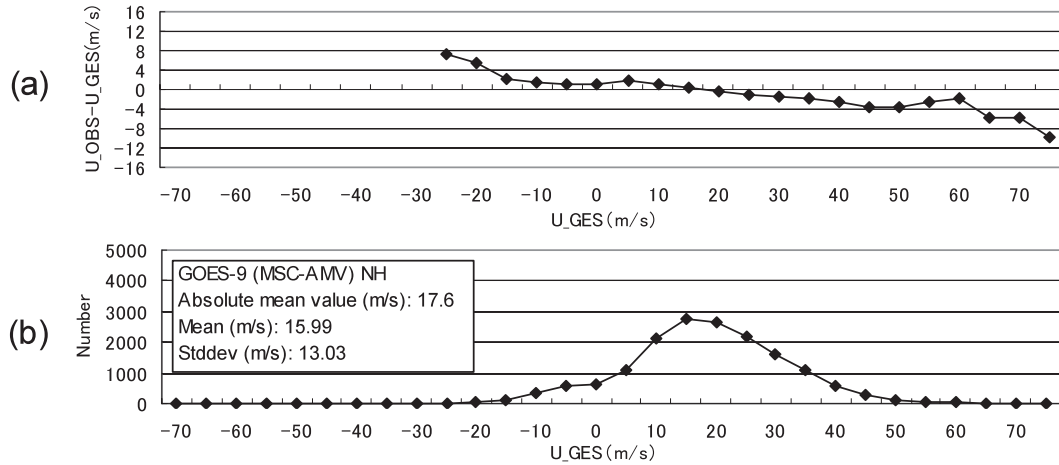 (a)
U_OBS-U_GES(m/s)
16
12
8
4
0
-4
-8
-12
-16
-70 -60 -50 -40 -30 -20 -10 0 10 20 30 40 50 60 70
U_GES(m/s)
(b)
Number
5000
4000
3000
2000
1000
0
GOES-9 (MSC-AMV) NH
Absolute mean value (m/s): 17.6
Mean (m/s): 15.99
Stddev (m/s): 13.03
-70 -60 -50 -40 -30 -20 -10 0 10 20 30 40 50 60 70
U_GES(m/s)